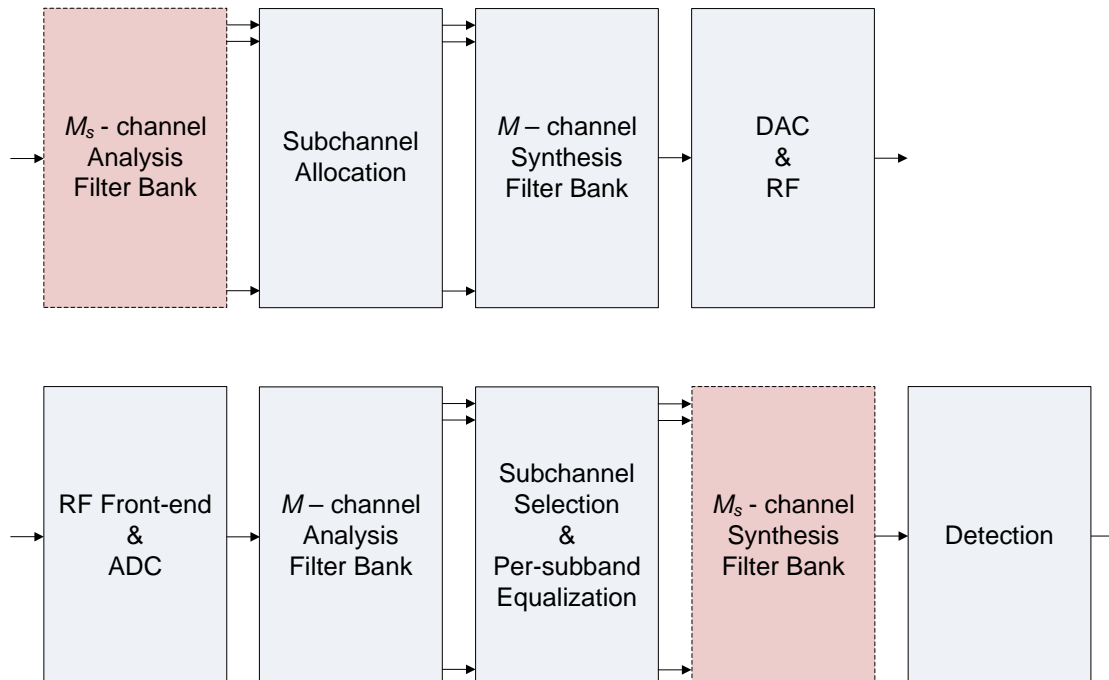 Mₛ - channel
Analysis
Filter Bank
Subchannel
Allocation
M – channel
Synthesis
Filter Bank
DAC
&
RF
RF Front-end
&
ADC
M – channel
Analysis
Filter Bank
Subchannel
Selection
&
Per-subband
Equalization
Mₛ - channel
Synthesis
Filter Bank
Detection